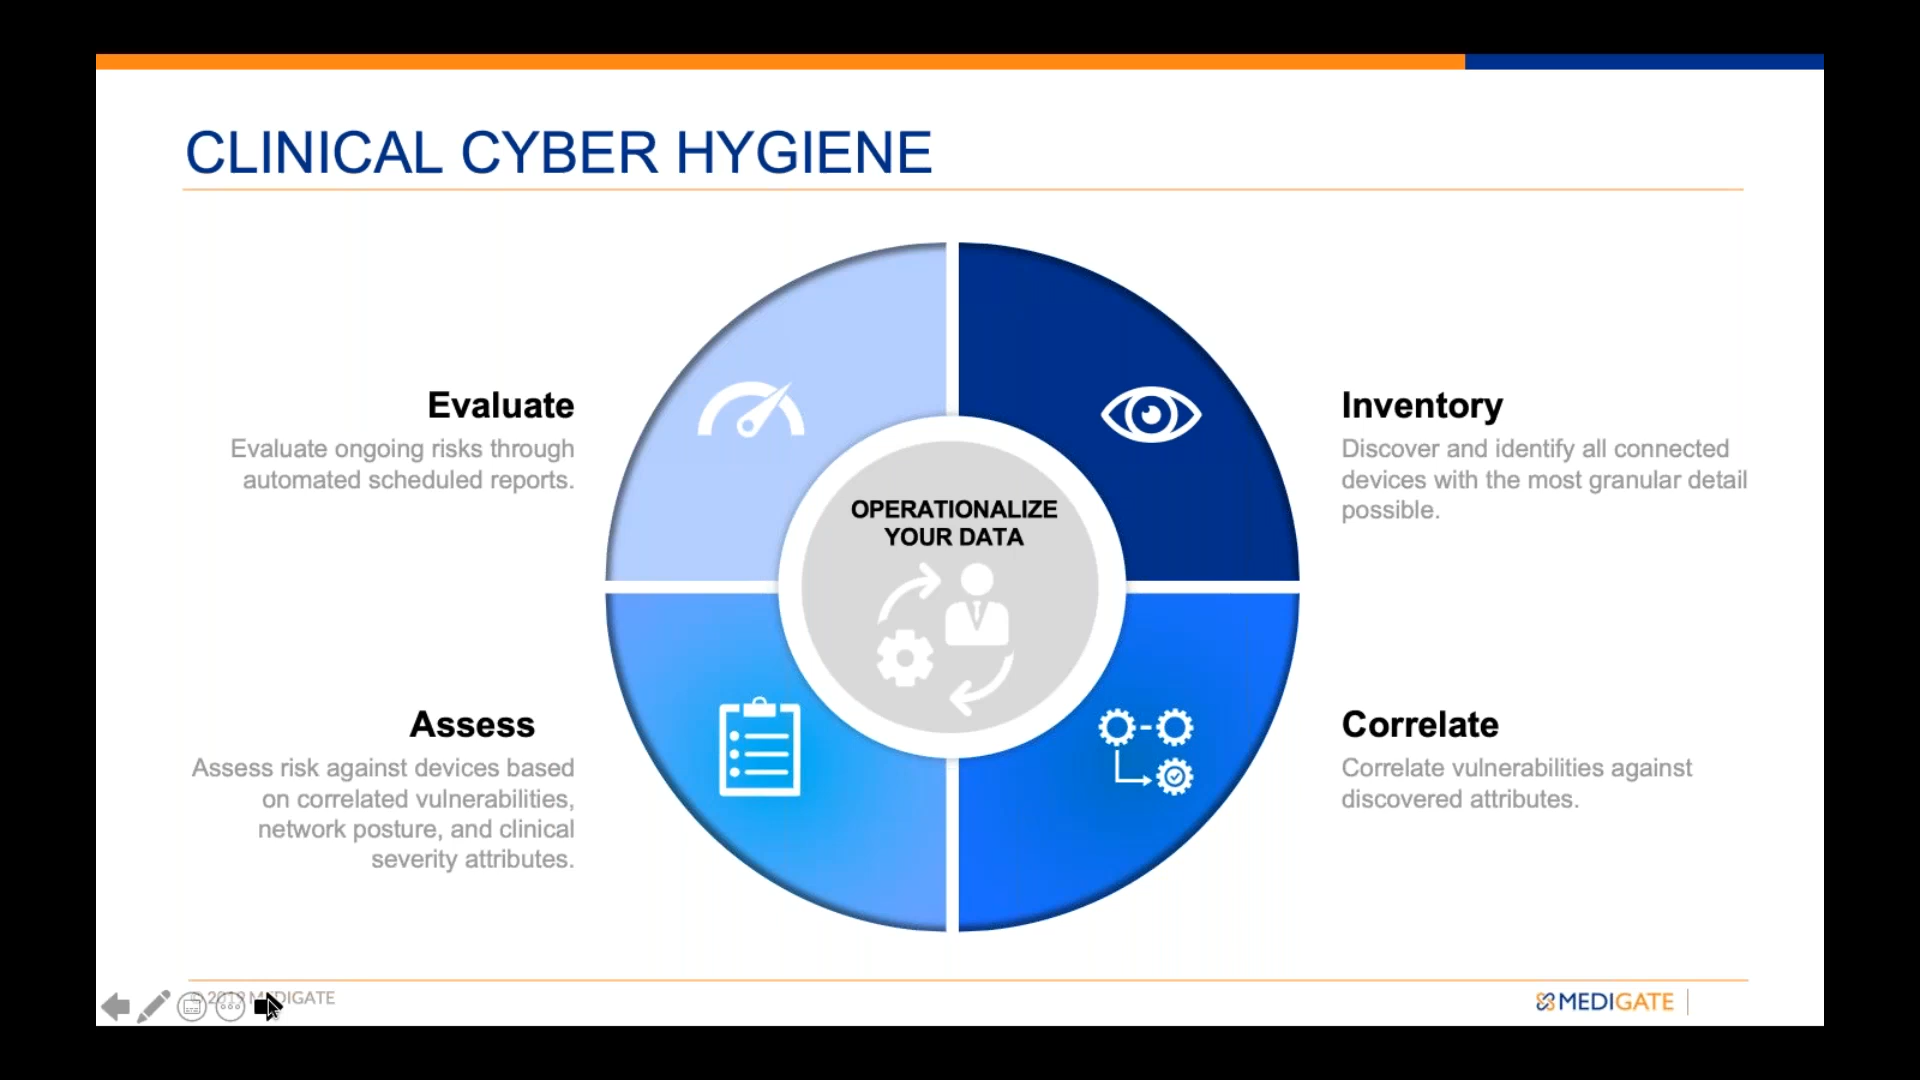 CLINICAL CYBER HYGIENE
Evaluate
Evaluate ongoing risks through
automated scheduled reports.
Inventory
Discover and identify all connected
devices with the most granular detail
possible.
OPERATIONALIZE
YOUR DATA
Assess
Assess risk against devices based
on correlated vulnerabilities,
network posture, and clinical
severity attributes.
Correlate
Correlate vulnerabilities against
discovered attributes.
© 2019 MEDIGATE
MEDIGATE